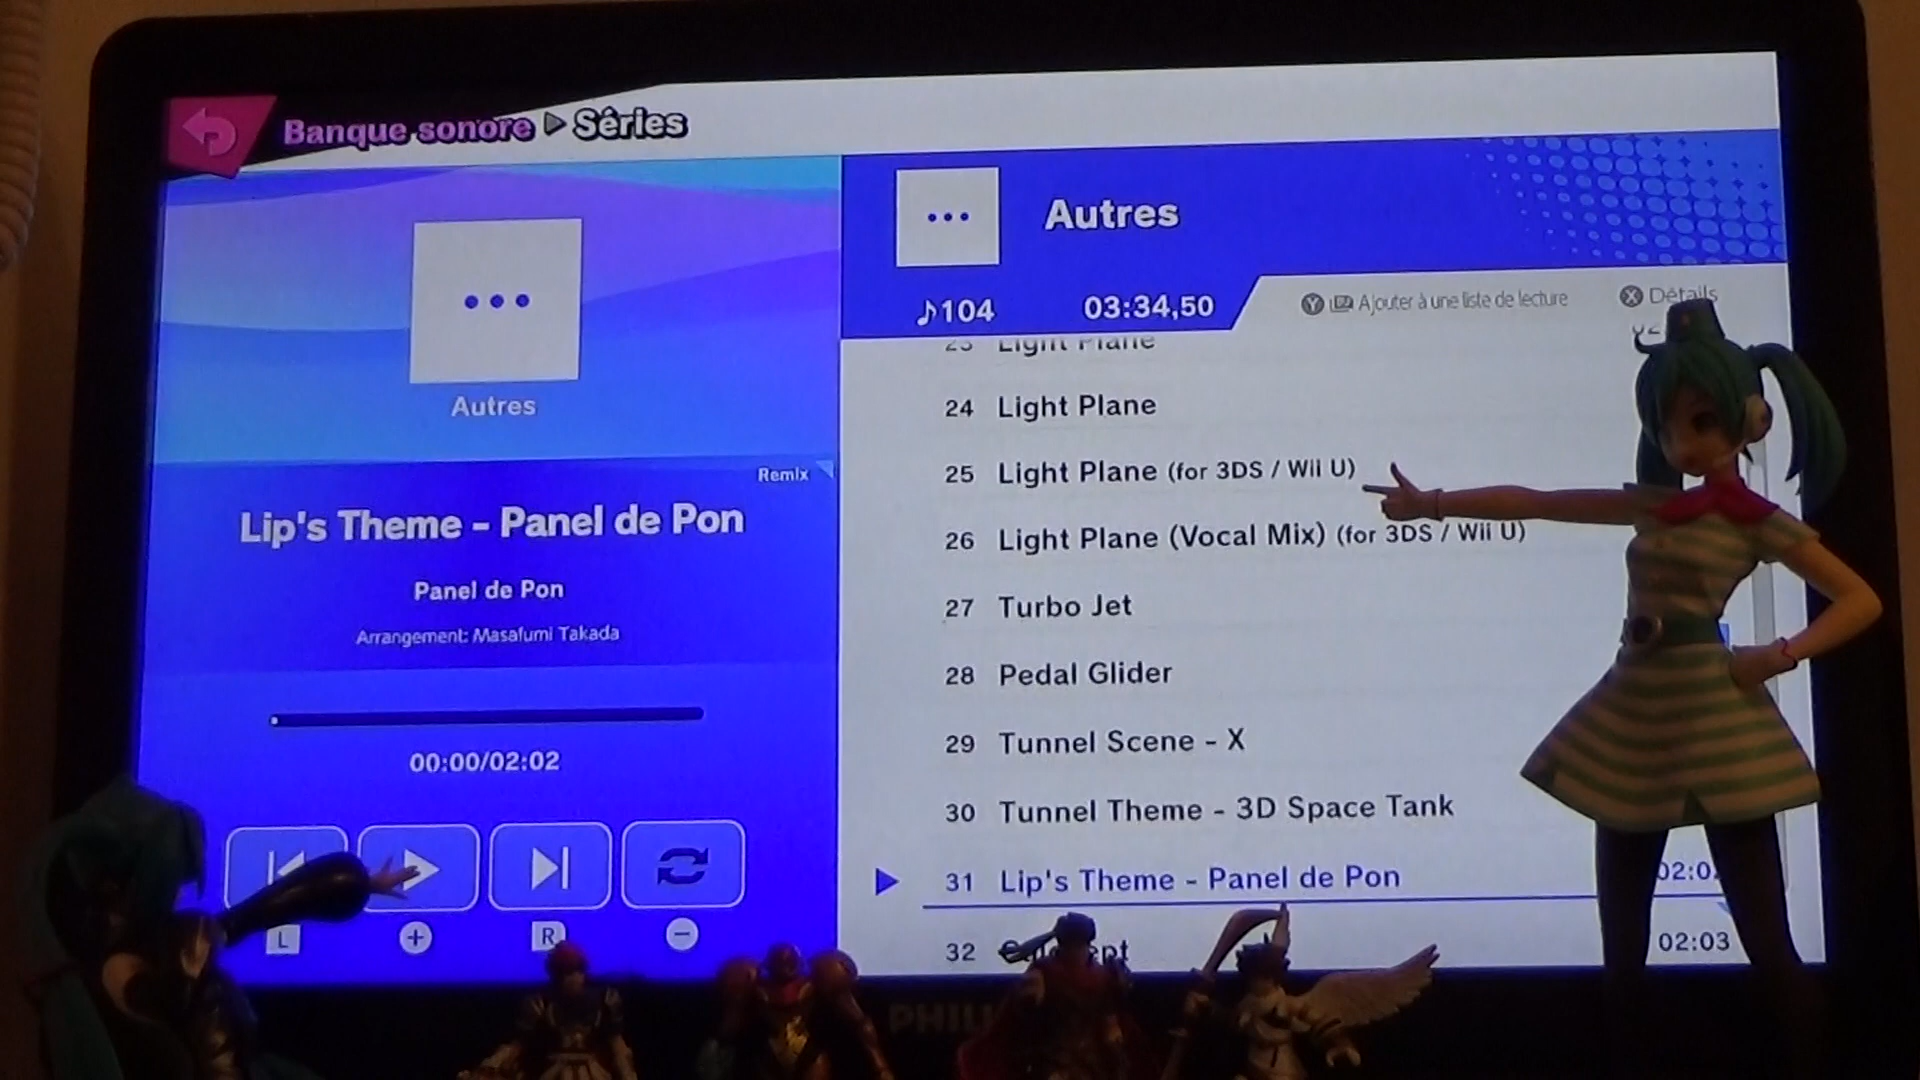 Banque sonore ▶ Séries
Autres
Remix
Lip's Theme - Panel de Pon
Panel de Pon
Arrangement: Masafumi Takada
00:00/02:02
L + R −
Autres
♪104 03:34,50
Y Ajouter à une liste de lecture X Détails
23 Light Plane
24 Light Plane
25 Light Plane (for 3DS / Wii U)
26 Light Plane (Vocal Mix) (for 3DS / Wii U)
27 Turbo Jet
28 Pedal Glider
29 Tunnel Scene - X
30 Tunnel Theme - 3D Space Tank
31 Lip's Theme - Panel de Pon
32 02:03